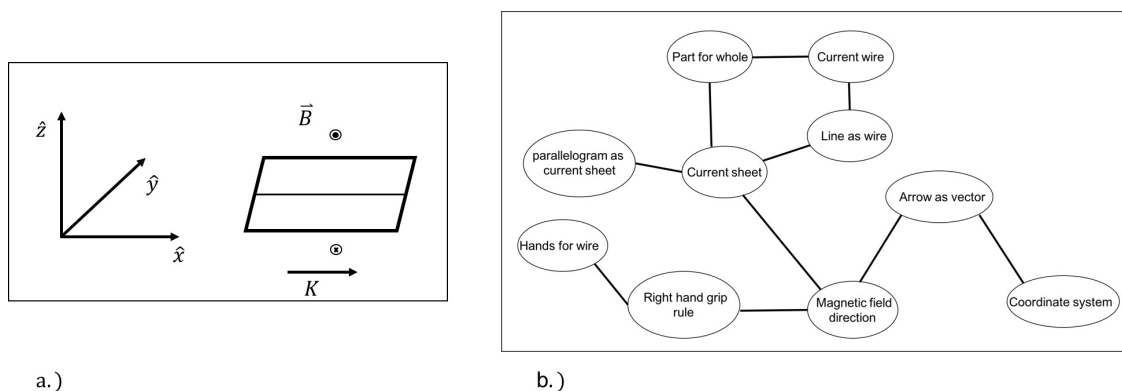 ẑ
ŷ
x̂
B⃗
K
a.)
Part for whole
Current wire
Line as wire
parallelogram as
current sheet
Current sheet
Arrow as vector
Hands for wire
Right hand grip
rule
Magnetic field
direction
Coordinate system
b.)